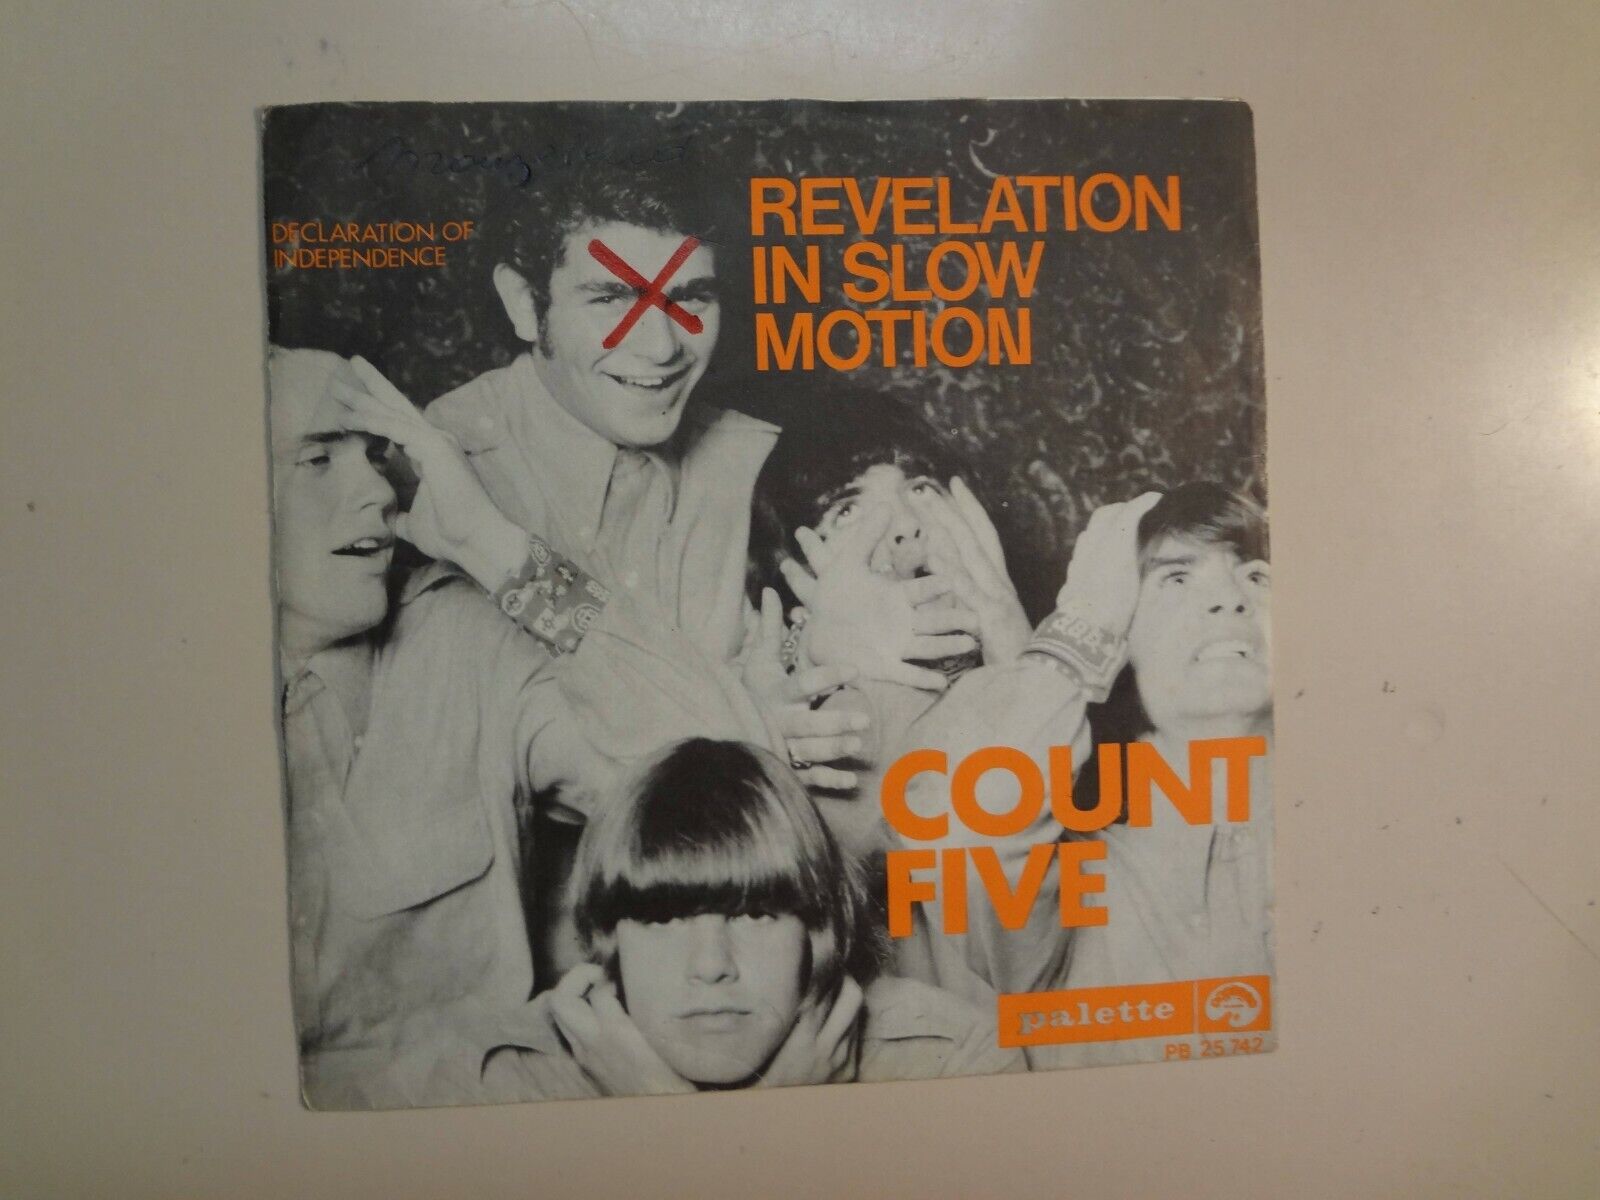 DECLARATION OF
INDEPENDENCE
REVELATION
IN SLOW
MOTION
COUNT
FIVE
palette
PB 25.742